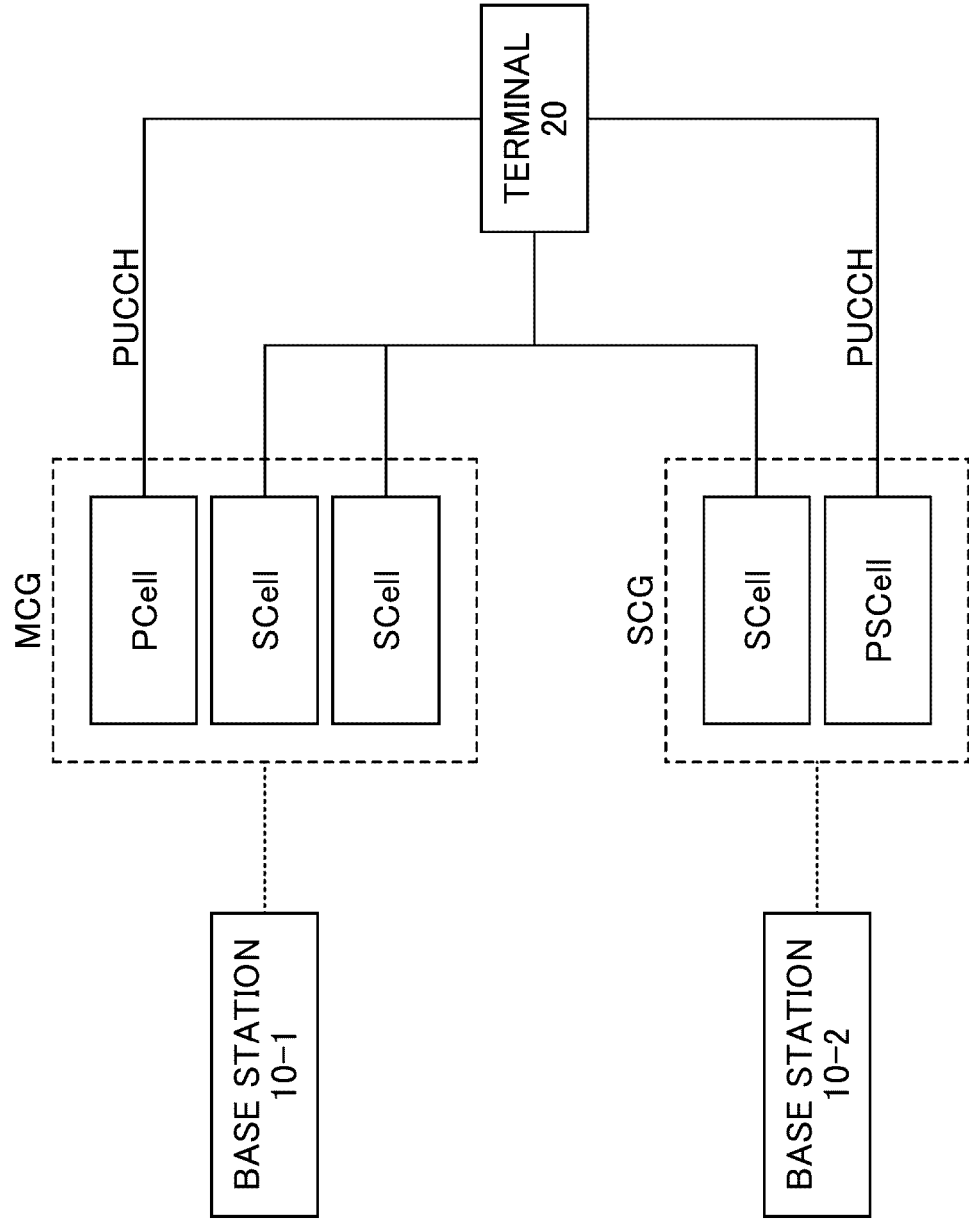 MCG
PCell
SCell
SCell
SCG
SCell
PSCell
PUCCH
PUCCH
TERMINAL
20
BASE STATION
10-1
BASE STATION
10-2